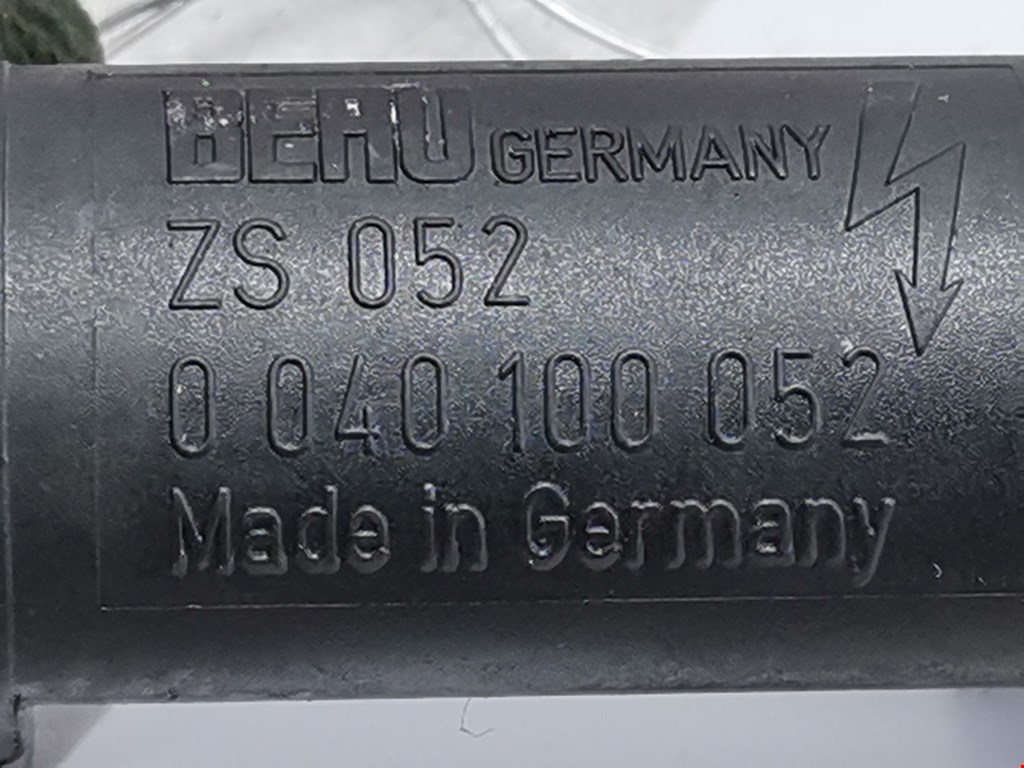 BERU GERMANY
ZS 052
0 040 100 052
Made in Germany